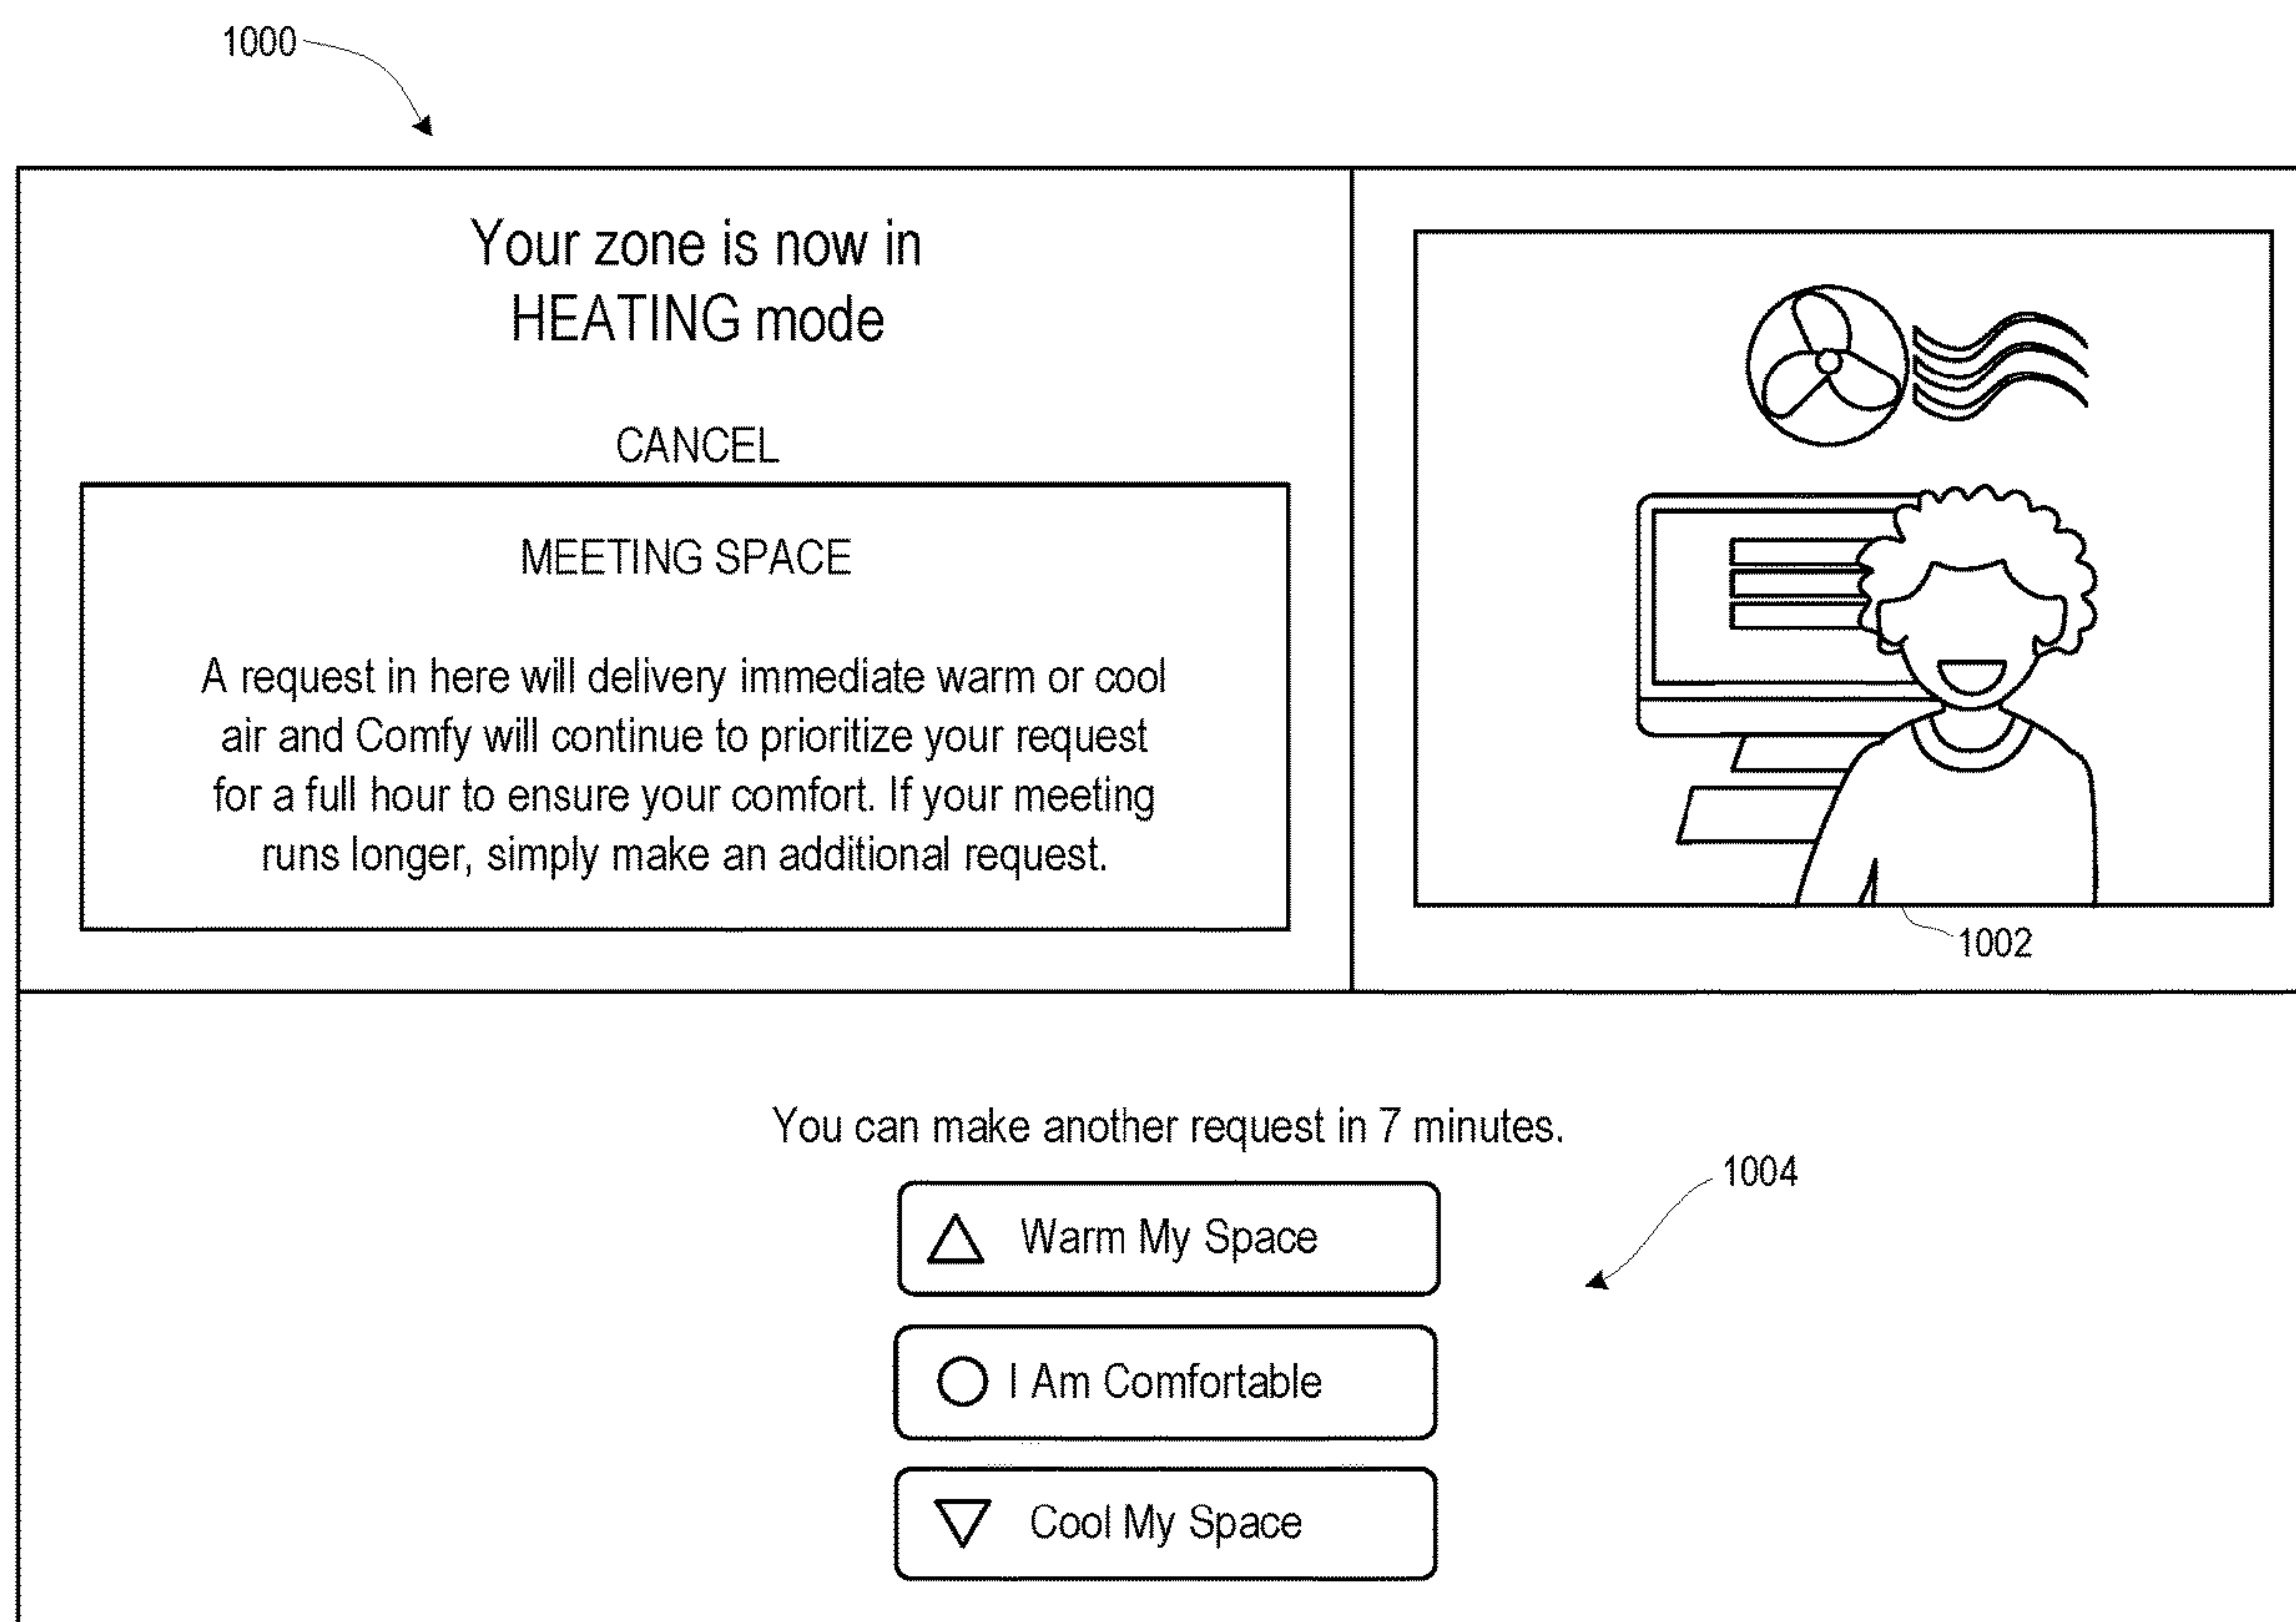 1000
Your zone is now in
HEATING mode
CANCEL
MEETING SPACE
A request in here will delivery immediate warm or cool
air and Comfy will continue to prioritize your request
for a full hour to ensure your comfort. If your meeting
runs longer, simply make an additional request.
1002
You can make another request in 7 minutes.
1004
Warm My Space
I Am Comfortable
Cool My Space